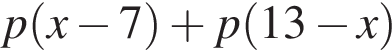 p(x − 7) + p(13 − x)